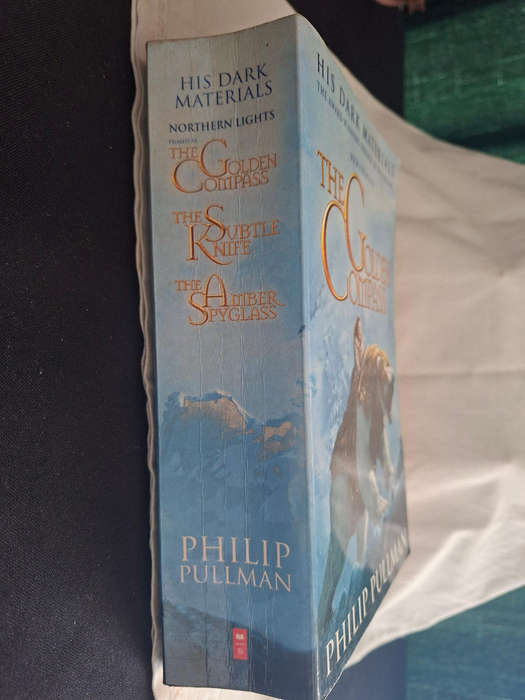 HIS DARK
MATERIALS
NORTHERN LIGHTS
THE GOLDEN
COMPASS
THE SUBTLE
KNIFE
THE AMBER
SPYGLASS
PHILIP
PULLMAN
HIS DARK MATERIALS
THE GOLDEN
COMPASS
PHILIP PULLMAN